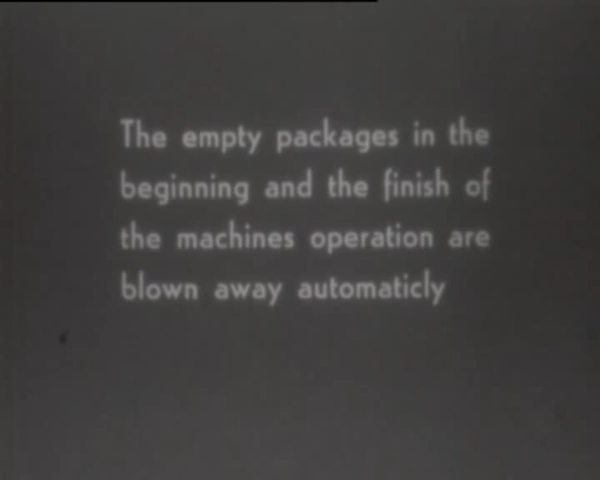 The empty packages in the
beginning and the finish of
the machines operation are
blown away automaticly